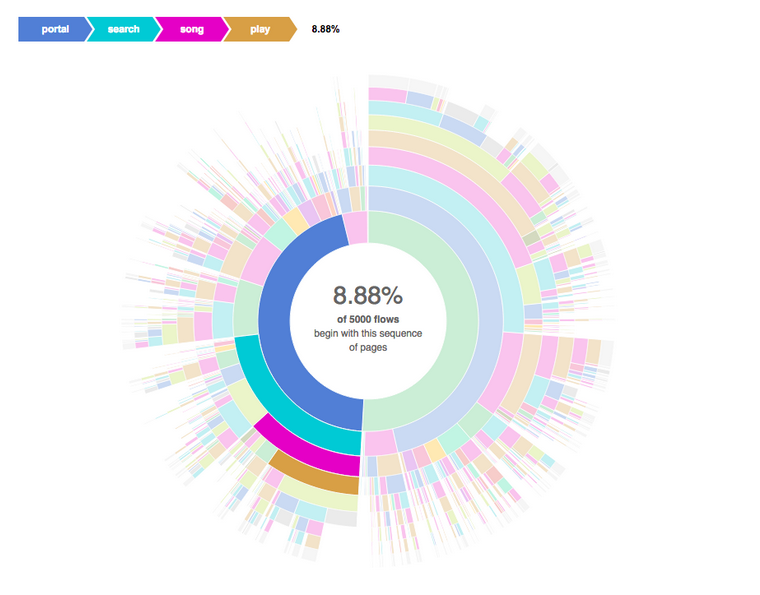 portal search song play 8.88%
8.88%
of 5000 flows
begin with this sequence
of pages